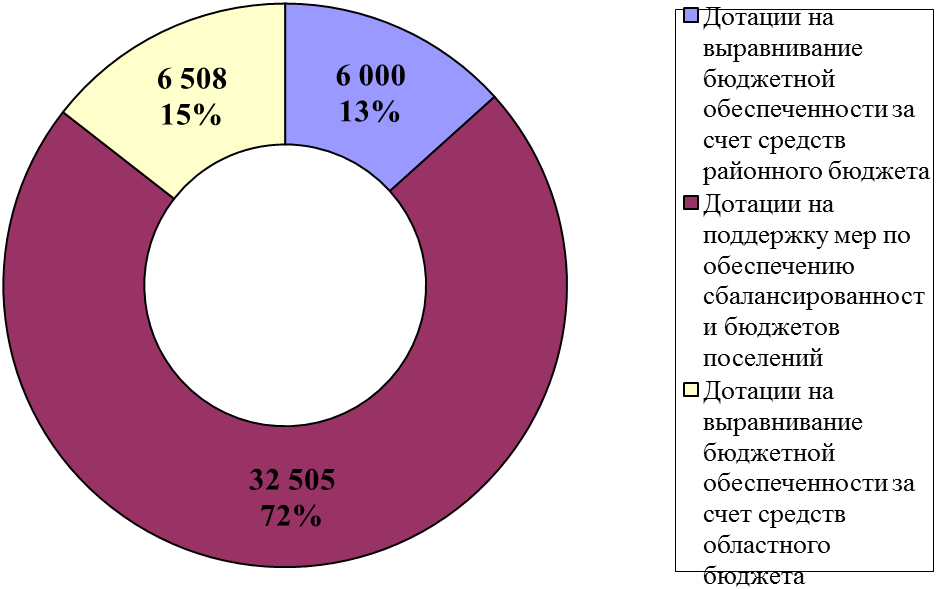 6 508
15%
6 000
13%
32 505
72%
Дотации на
выравнивание
бюджетной
обеспеченности за
счет средств
районного бюджета
Дотации на
поддержку мер по
обеспечению
сбалансированност
и бюджетов
поселений
Дотации на
выравнивание
бюджетной
обеспеченности за
счет средств
областного
бюджета